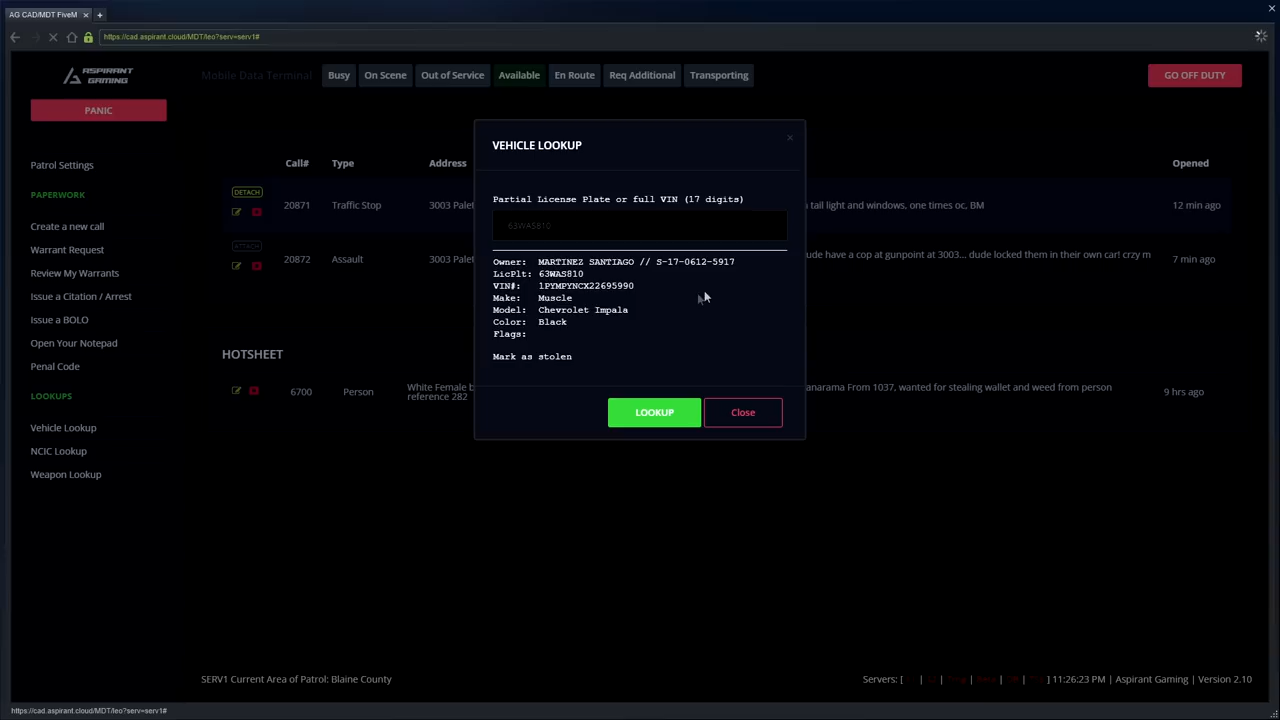 AG CAD/MDT FiveM
https://cad.aspirant.cloud/MDT/leo?serv=serv1#
ASPIRANT GAMING
Mobile Data Terminal
Busy
On Scene
Out of Service
Available
En Route
Req Additional
Transporting
GO OFF DUTY
PANIC
Patrol Settings
PAPERWORK
Create a new call
Warrant Request
Review My Warrants
Issue a Citation / Arrest
Issue a BOLO
Open Your Notepad
Penal Code
LOOKUPS
Vehicle Lookup
NCIC Lookup
Weapon Lookup
Call# Type Address Opened
DETACH
20871 Traffic Stop 3003 Palet tail light and windows, one times oc, BM 12 min ago
ATTACH
20872 Assault 3003 Palet dude have a cop at gunpoint at 3003... dude locked them in their own car! crzy m 7 min ago
HOTSHEET
6700 Person White Female b anarama From 1037, wanted for stealing wallet and weed from person 9 hrs ago
reference 282
VEHICLE LOOKUP
Partial License Plate or full VIN (17 digits)
63WAS810
Owner: MARTINEZ SANTIAGO // S-17-0612-5917
LicPlt: 63WAS810
VIN#: 1PYMPYNCX22695990
Make: Muscle
Model: Chevrolet Impala
Color: Black
Flags:
Mark as stolen
LOOKUP
Close
SERV1 Current Area of Patrol: Blaine County
Servers: [ | | | | | | ] 11:26:23 PM | Aspirant Gaming | Version 2.10
https://cad.aspirant.cloud/MDT/leo?serv=serv1#